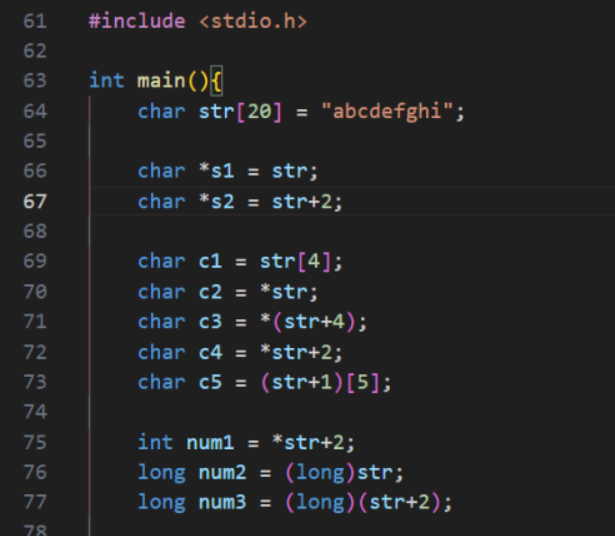 61 #include <stdio.h>
62
63 int main(){
64 char str[20] = "abcdefghi";
65
66 char *s1 = str;
67 char *s2 = str+2;
68
69 char c1 = str[4];
70 char c2 = *str;
71 char c3 = *(str+4);
72 char c4 = *str+2;
73 char c5 = (str+1)[5];
74
75 int num1 = *str+2;
76 long num2 = (long)str;
77 long num3 = (long)(str+2);
78